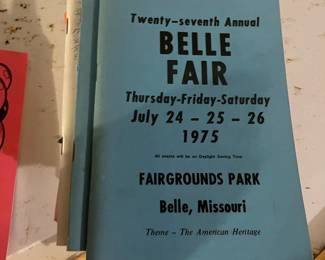 Twenty-seventh Annual
BELLE
FAIR
Thursday-Friday-Saturday
July 24 - 25 - 26
1975
All events will be on Daylight Saving Time
FAIRGROUNDS PARK
Belle, Missouri
Theme - The American Heritage